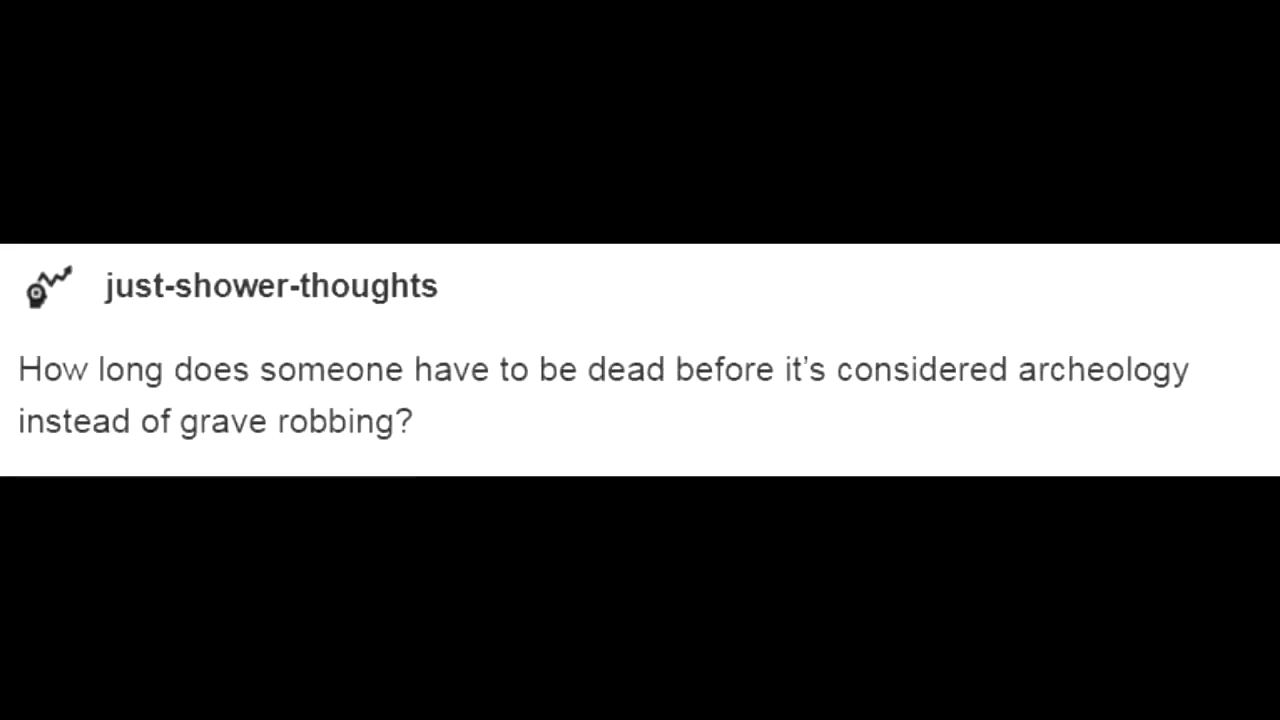 just-shower-thoughts
How long does someone have to be dead before it’s considered archeology
instead of grave robbing?